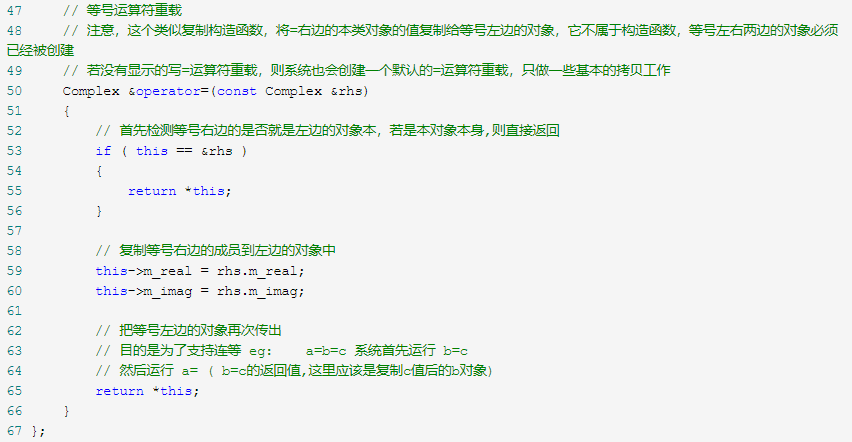 47 // 等号运算符重载
48 // 注意，这个类似复制构造函数，将=右边的本类对象的值复制给等号左边的对象，它不属于构造函数，等号左右两边的对象必须
已经被创建
49 // 若没有显示的写=运算符重载，则系统也会创建一个默认的=运算符重载，只做一些基本的拷贝工作
50 Complex &operator=(const Complex &rhs)
51 {
52 // 首先检测等号右边的是否就是左边的对象本，若是本对象本身,则直接返回
53 if ( this == &rhs )
54 {
55 return *this;
56 }
57
58 // 复制等号右边的成员到左边的对象中
59 this->m_real = rhs.m_real;
60 this->m_imag = rhs.m_imag;
61
62 // 把等号左边的对象再次传出
63 // 目的是为了支持连等 eg: a=b=c 系统首先运行 b=c
64 // 然后运行 a= ( b=c的返回值,这里应该是复制c值后的b对象)
65 return *this;
66 }
67 };